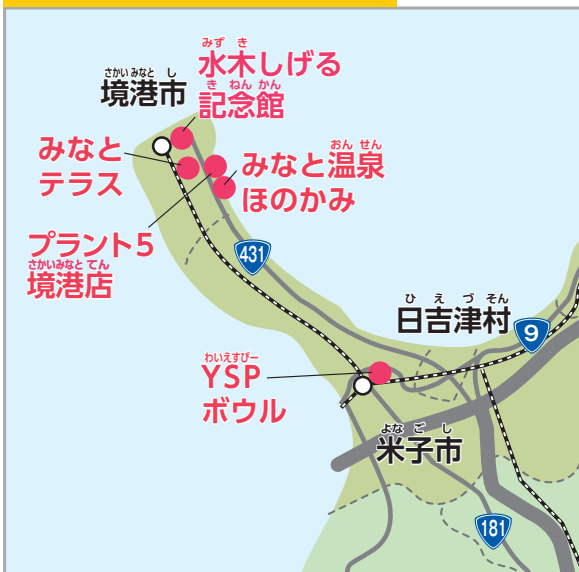 みず き
水木しげる
き ねん かん
記念館
さかいみなと し
境港市
みなと
テラス
おん せん
みなと温泉
ほのかみ
プラント5
さかいみなと てん
境港店
431
ひ え づ そん
日吉津村
9
わいえすぴー
YSP
ボウル
よな ご し
米子市
181